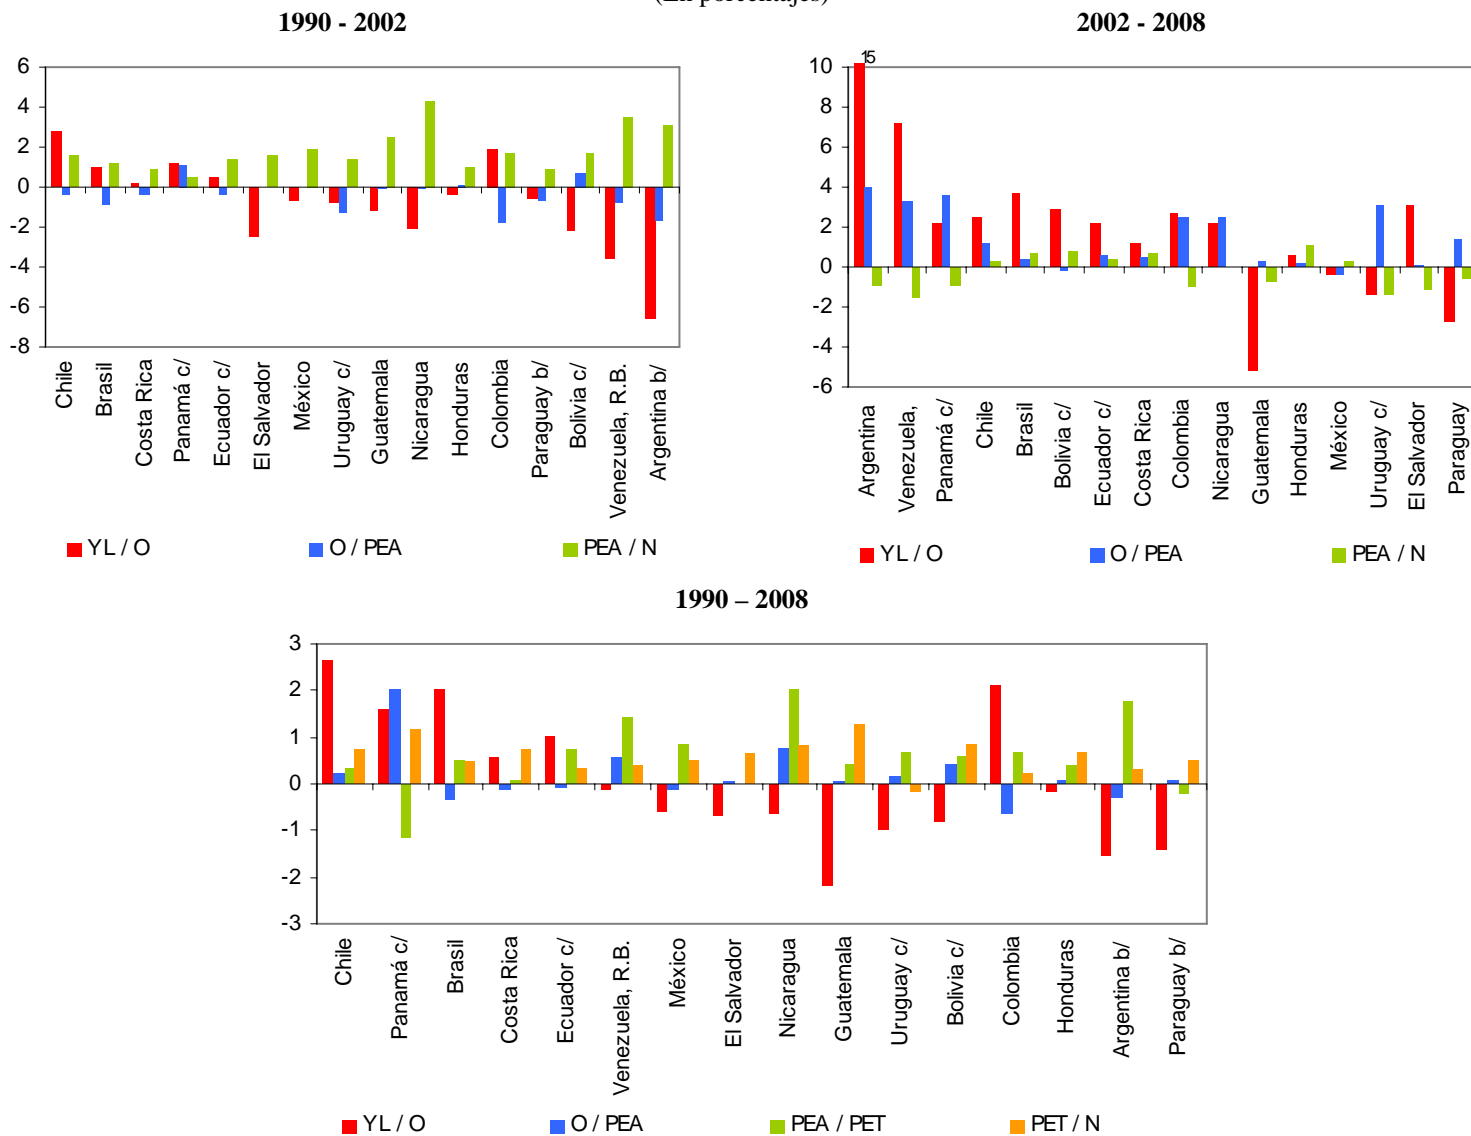 (En porcentajes)
1990 - 2002
6
4
2
0
-2
-4
-6
-8
Chile
Brasil
Costa Rica
Panamá c/
Ecuador c/
El Salvador
México
Uruguay c/
Guatemala
Nicaragua
Honduras
Colombia
Paraguay b/
Bolivia c/
Venezuela, R.B.
Argentina b/
YL / O
O / PEA
PEA / N
2002 - 2008
15
10
8
6
4
2
0
-2
-4
-6
Argentina
Venezuela,
Panamá c/
Chile
Brasil
Bolivia c/
Ecuador c/
Costa Rica
Colombia
Nicaragua
Guatemala
Honduras
México
Uruguay c/
El Salvador
Paraguay
YL / O
O / PEA
PEA / N
1990 – 2008
3
2
1
0
-1
-2
-3
Chile
Panamá c/
Brasil
Costa Rica
Ecuador c/
Venezuela, R.B.
México
El Salvador
Nicaragua
Guatemala
Uruguay c/
Bolivia c/
Colombia
Honduras
Argentina b/
Paraguay b/
YL / O
O / PEA
PEA / PET
PET / N